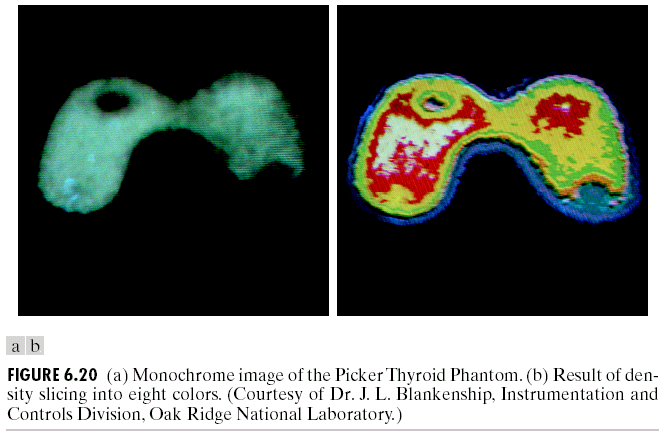 a b
FIGURE 6.20 (a) Monochrome image of the Picker Thyroid Phantom. (b) Result of den-
sity slicing into eight colors. (Courtesy of Dr. J. L. Blankenship, Instrumentation and
Controls Division, Oak Ridge National Laboratory.)